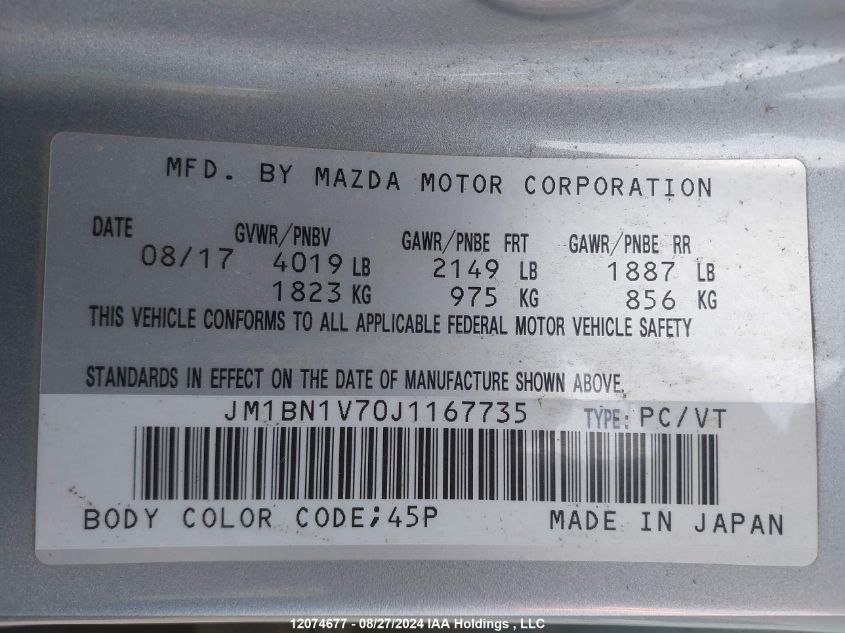 MFD. BY MAZDA MOTOR CORPORATION
DATE GVWR/PNBV GAWR/PNBE FRT GAWR/PNBE RR
08/17 4019 LB 2149 LB 1887 LB
1823 KG 975 KG 856 KG
THIS VEHICLE CONFORMS TO ALL APPLICABLE FEDERAL MOTOR VEHICLE SAFETY
STANDARDS IN EFFECT ON THE DATE OF MANUFACTURE SHOWN ABOVE.
JM1BN1V70J1167735 TYPE: PC/VT
BODY COLOR CODE;45P MADE IN JAPAN
12074677 - 08/27/2024 IAA Holdings , LLC